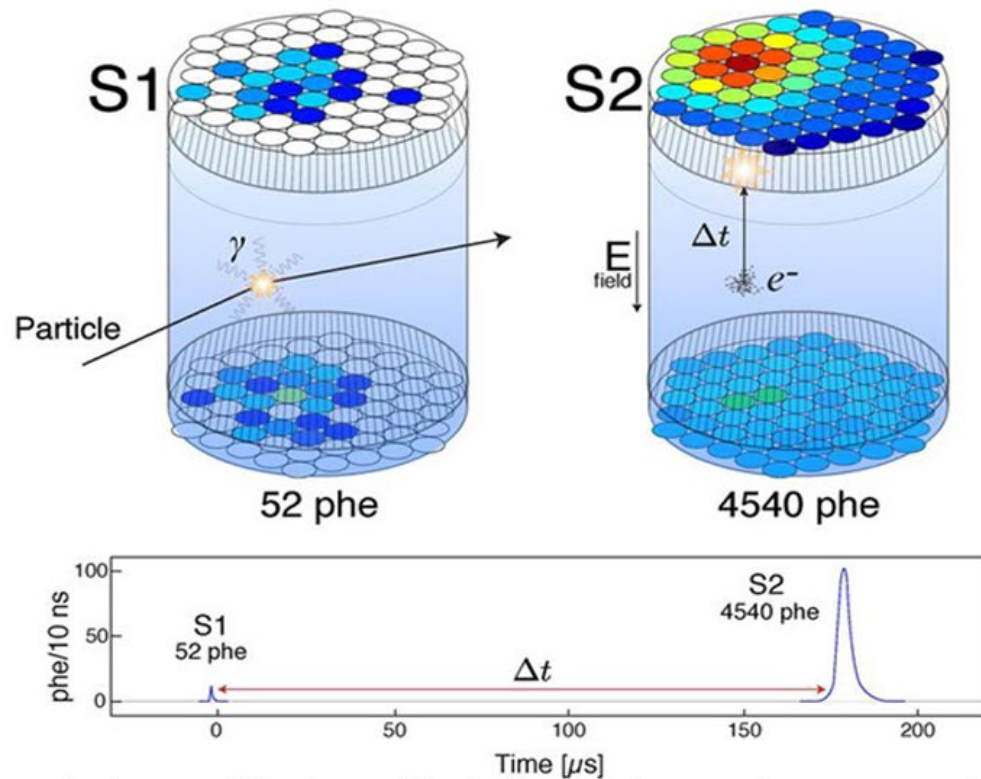 S1
S2
γ
Particle
E
field
Δt
e⁻
52 phe
4540 phe
phe/10 ns
100
50
0
S1
52 phe
Δt
S2
4540 phe
0
50
100
150
200
Time [μs]